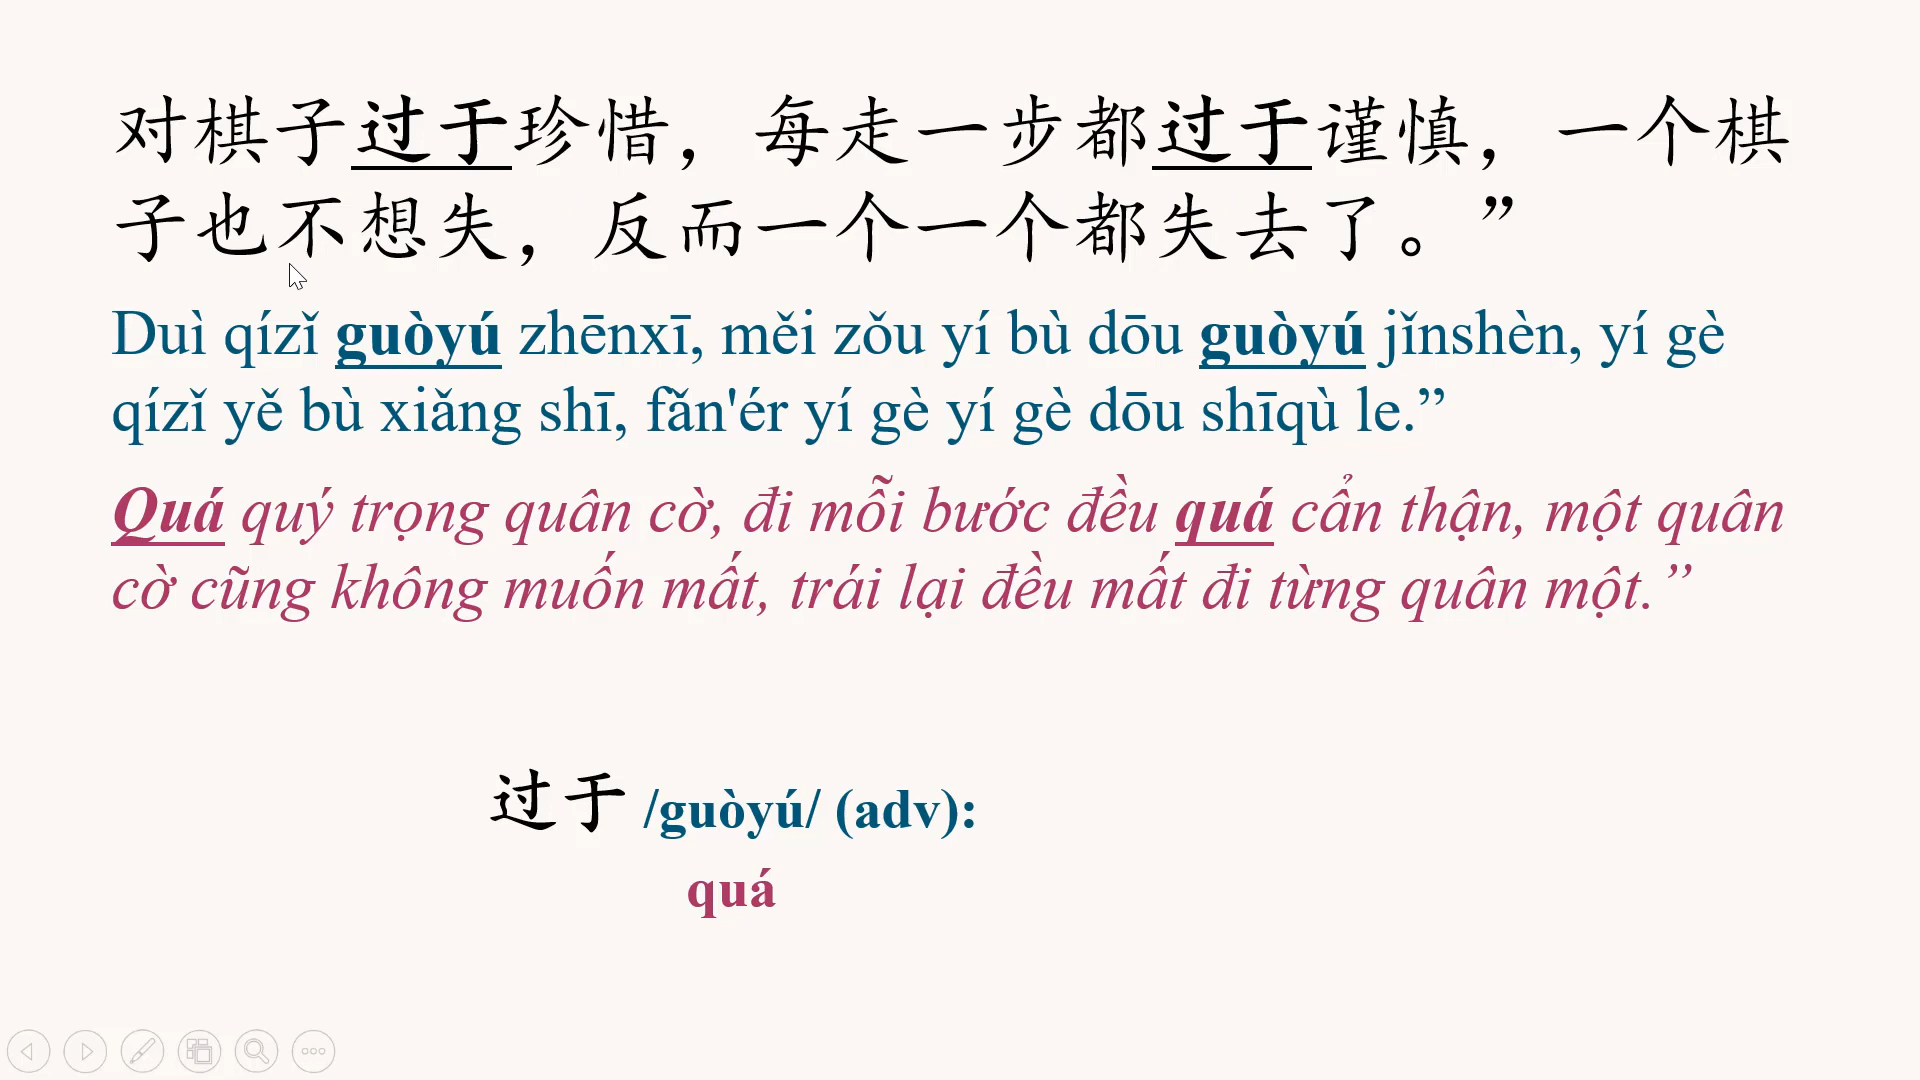 对棋子过于珍惜，每走一步都过于谨慎，一个棋
子也不想失，反而一个一个都失去了。”
Duì qízǐ guòyú zhēnxī, měi zǒu yí bù dōu guòyú jǐnshèn, yí gè
qízǐ yě bù xiǎng shī, fǎn'ér yí gè yí gè dōu shīqù le.”
Quá quý trọng quân cờ, đi mỗi bước đều quá cẩn thận, một quân
cờ cũng không muốn mất, trái lại đều mất đi từng quân một.”
过于 /guòyú/ (adv):
quá